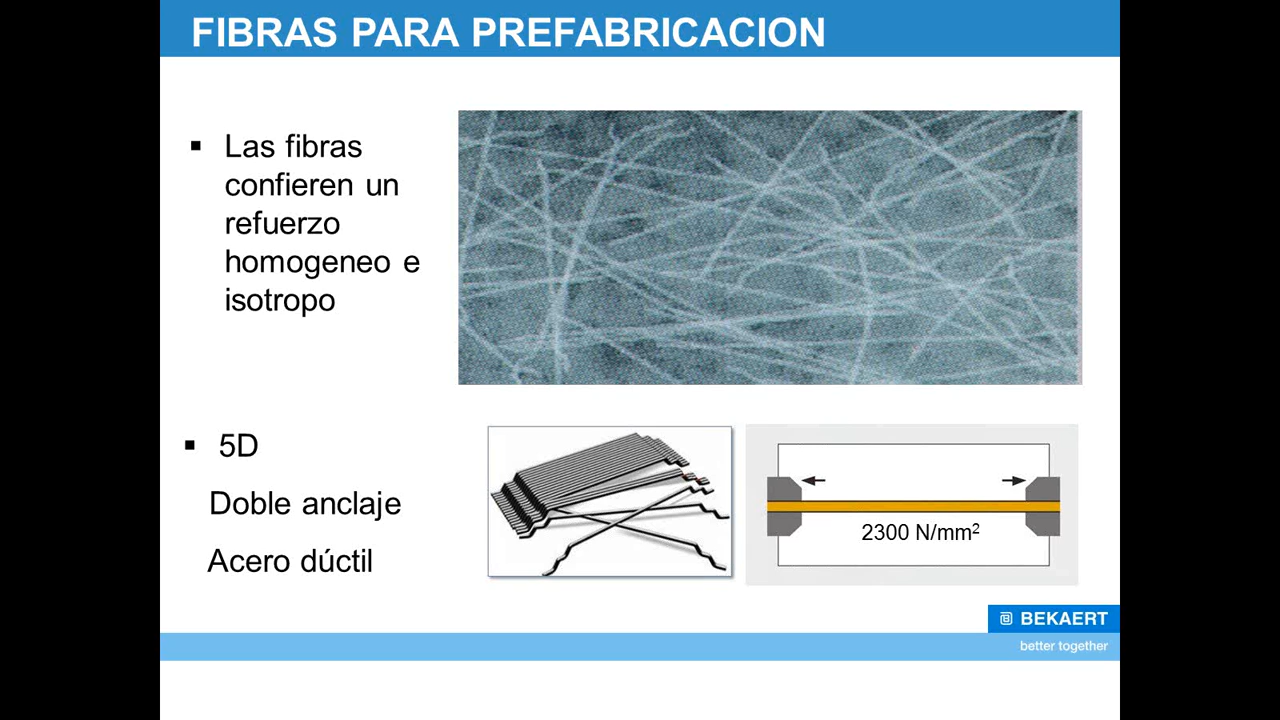 FIBRAS PARA PREFABRICACION
▪ Las fibras
confieren un
refuerzo
homogeneo e
isotropo
▪ 5D
Doble anclaje
Acero dúctil
2300 N/mm²
BEKAERT
better together